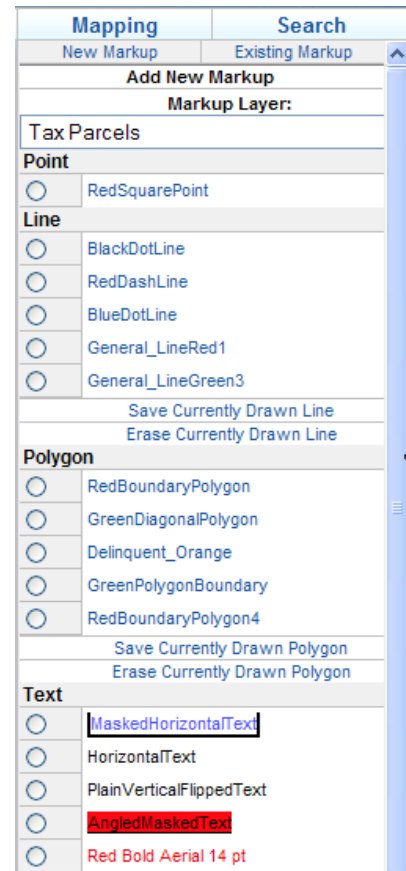 Mapping Search
New Markup Existing Markup
Add New Markup
Markup Layer:
Tax Parcels
Point
RedSquarePoint
Line
BlackDotLine
RedDashLine
BlueDotLine
General_LineRed1
General_LineGreen3
Save Currently Drawn Line
Erase Currently Drawn Line
Polygon
RedBoundaryPolygon
GreenDiagonalPolygon
Delinquent_Orange
GreenPolygonBoundary
RedBoundaryPolygon4
Save Currently Drawn Polygon
Erase Currently Drawn Polygon
Text
MaskedHorizontalText
HorizontalText
PlainVerticalFlippedText
AngledMaskedText
Red Bold Aerial 14 pt